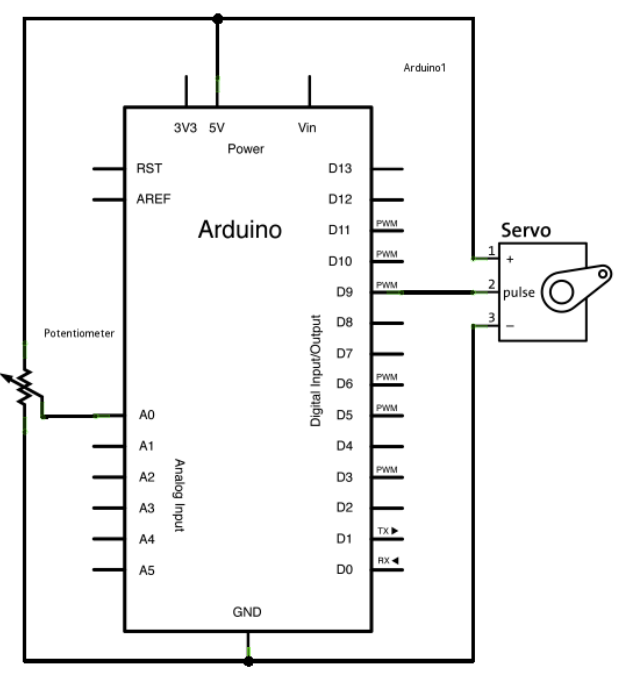 Arduino1
3V3 5V Vin
Power
RST
AREF
Arduino
D13
D12
D11 PWM
D10 PWM
D9 PWM
D8
D7
D6 PWM
D5 PWM
D4
D3 PWM
D2
D1 TX ▶
D0 RX ◀
Digital Input/Output
Servo
1 +
2 pulse
3 −
Potentiometer
A0
A1
A2
A3
A4
A5
Analog Input
GND